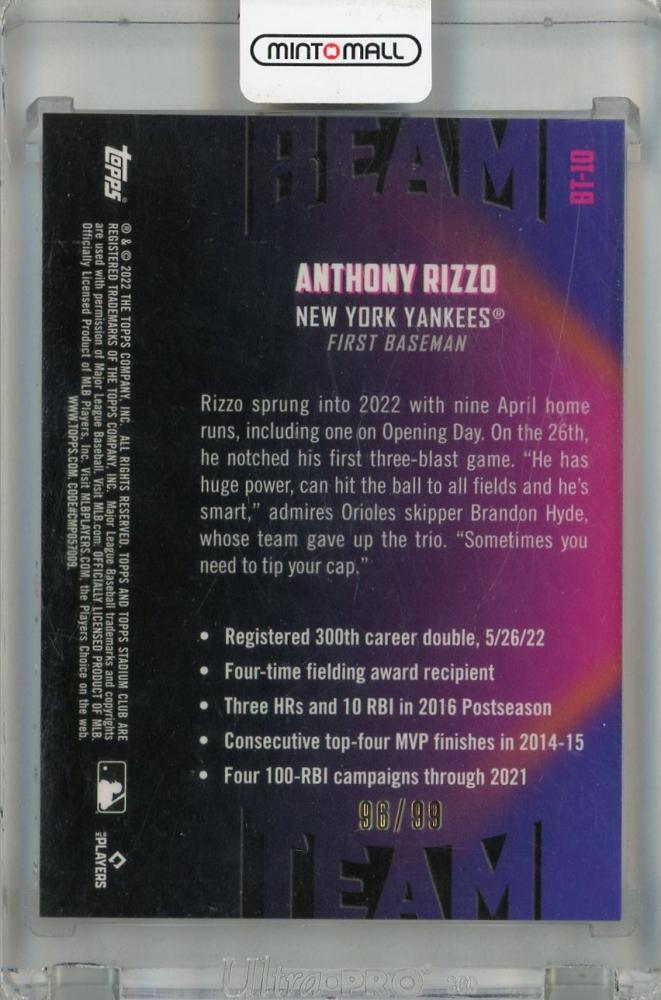 MINT MALL
BEAM
BT-10
ANTHONY RIZZO
NEW YORK YANKEES®
FIRST BASEMAN
Rizzo sprung into 2022 with nine April home
runs, including one on Opening Day. On the 26th,
he notched his first three-blast game. “He has
huge power, can hit the ball to all fields and he’s
smart,” admires Orioles skipper Brandon Hyde,
whose team gave up the trio. “Sometimes you
need to tip your cap.”
• Registered 300th career double, 5/26/22
• Four-time fielding award recipient
• Three HRs and 10 RBI in 2016 Postseason
• Consecutive top-four MVP finishes in 2014-15
• Four 100-RBI campaigns through 2021
96/99
TEAM
Topps®
® & © 2022 THE TOPPS COMPANY, INC. ALL RIGHTS RESERVED. TOPPS AND TOPPS STADIUM CLUB ARE
REGISTERED TRADEMARKS OF THE TOPPS COMPANY, INC. Major League Baseball trademarks and copyrights
are used with permission of Major League Baseball. Visit MLB.com. OFFICIALLY LICENSED PRODUCT OF MLB
Officially Licensed Product of MLB Players, Inc. Visit MLBPLAYERS.COM, the Players Choice on the web.
WWW.TOPPS.COM. CODE#CMP057009
MLB PLAYERS
Ultra·PRO